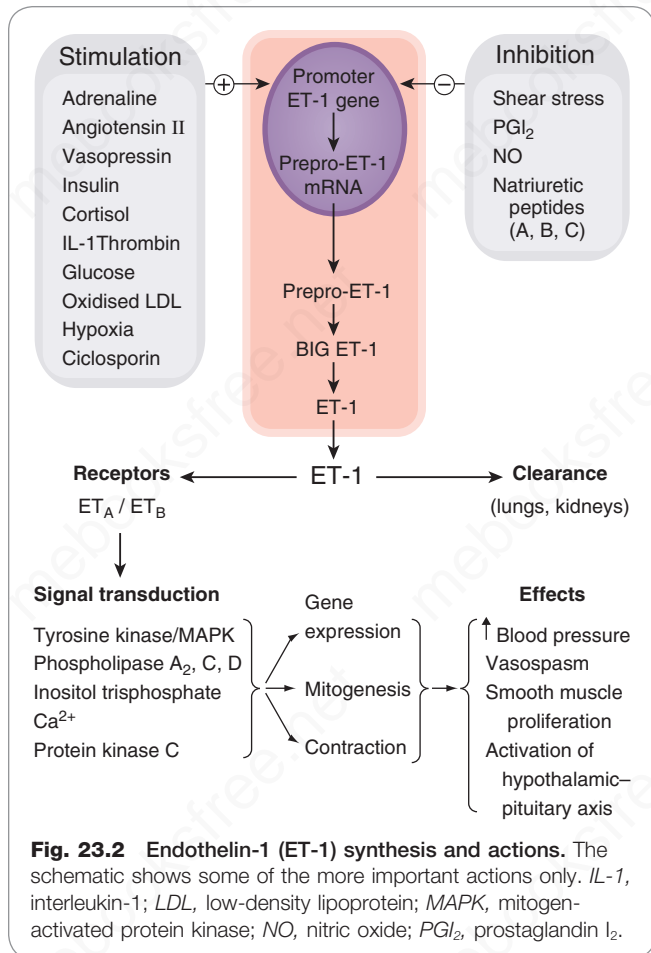 Stimulation
Adrenaline
Angiotensin II
Vasopressin
Insulin
Cortisol
IL-1Thrombin
Glucose
Oxidised LDL
Hypoxia
Ciclosporin
+
Promoter
ET-1 gene
Prepro-ET-1
mRNA
Prepro-ET-1
BIG ET-1
ET-1
−
Inhibition
Shear stress
PGI₂
NO
Natriuretic
peptides
(A, B, C)
Receptors
ET_A / ET_B
ET-1
Clearance
(lungs, kidneys)
Signal transduction
Tyrosine kinase/MAPK
Phospholipase A₂, C, D
Inositol trisphosphate
Ca²⁺
Protein kinase C
Gene
expression
Mitogenesis
Contraction
Effects
↑ Blood pressure
Vasospasm
Smooth muscle
proliferation
Activation of
hypothalamic–
pituitary axis
Fig. 23.2 Endothelin-1 (ET-1) synthesis and actions. The
schematic shows some of the more important actions only. IL-1,
interleukin-1; LDL, low-density lipoprotein; MAPK, mitogen-
activated protein kinase; NO, nitric oxide; PGI₂, prostaglandin I₂.
mebooksfree.net